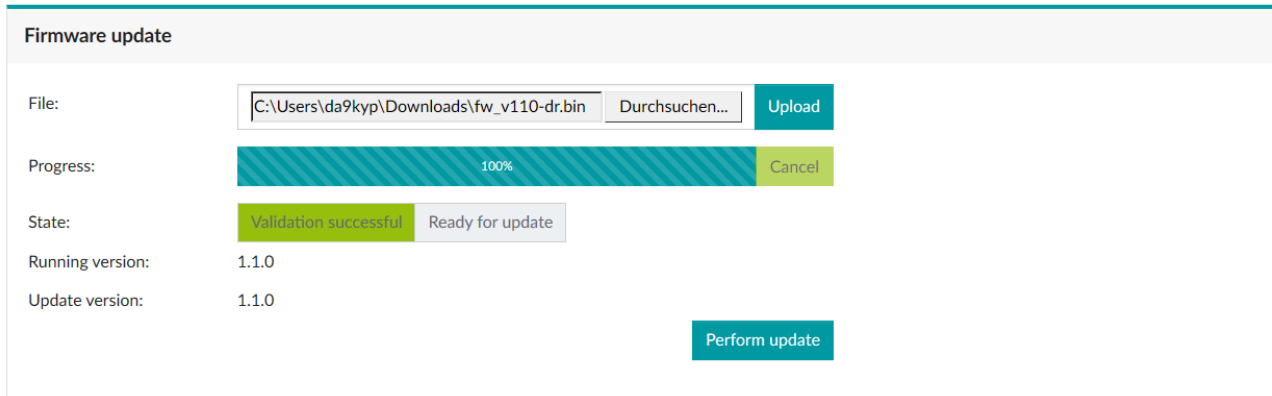 Firmware update
File: C:\Users\da9kyp\Downloads\fw_v110-dr.bin Durchsuchen... Upload
Progress: 100% Cancel
State: Validation successful Ready for update
Running version: 1.1.0
Update version: 1.1.0
Perform update